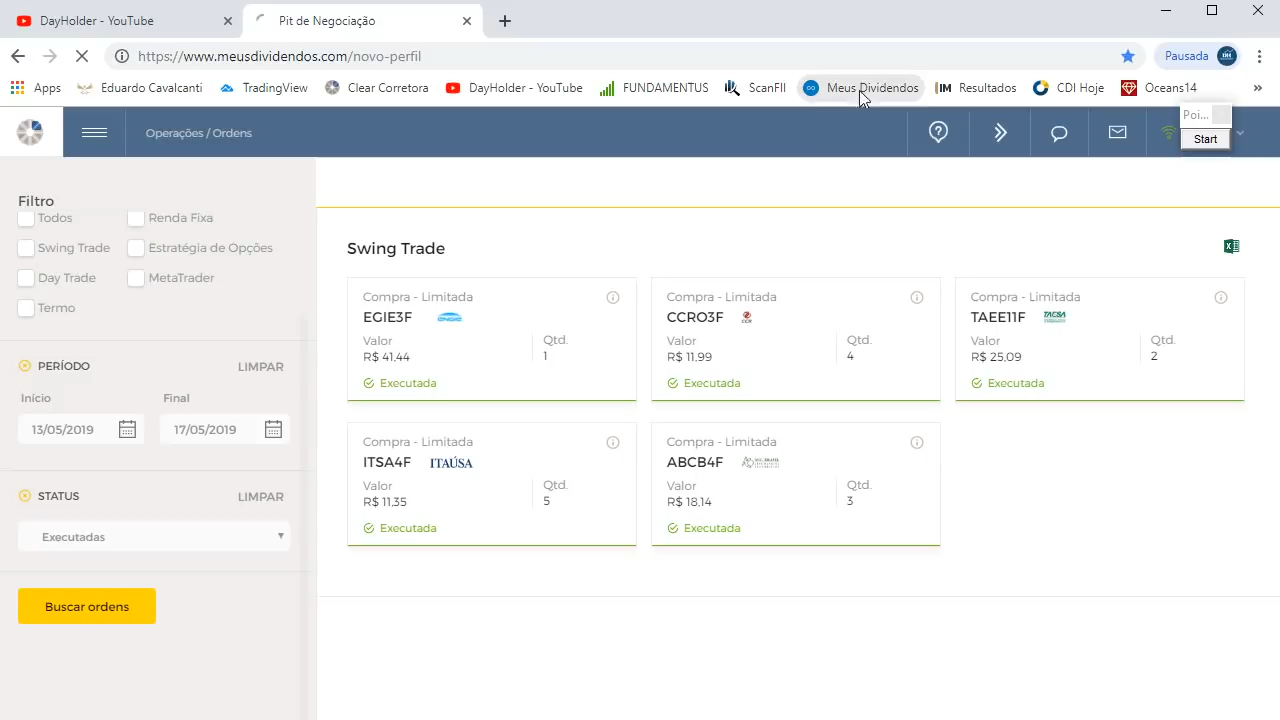 DayHolder - YouTube
Pit de Negociação
https://www.meusdividendos.com/novo-perfil
Pausada
Apps
Eduardo Cavalcanti
TradingView
Clear Corretor
DayHolder - YouTube
FUNDAMENTUS
ScanFII
Meus Dividendos
Resultados
CDI Hoje
Oceans14
»
Operações / Ordens
Poi...
Start
Filtro
Todos
Renda Fixa
Swing Trade
Estratégia de Opções
Day Trade
MetaTrader
Termo
PERÍODO
LIMPAR
Início
Final
13/05/2019
17/05/2019
STATUS
LIMPAR
Executadas
Buscar ordens
Swing Trade
Compra - Limitada
EGIE3F
engie
Valor
Qtd.
R$ 41,44
1
Executada
Compra - Limitada
CCRO3F
CCR
Valor
Qtd.
R$ 11,99
4
Executada
Compra - Limitada
TAEE11F
TAESA
Valor
Qtd.
R$ 25,09
2
Executada
Compra - Limitada
ITSA4F
ITAÚSA
Valor
Qtd.
R$ 11,35
5
Executada
Compra - Limitada
ABCB4F
Valor
Qtd.
R$ 18,14
3
Executada